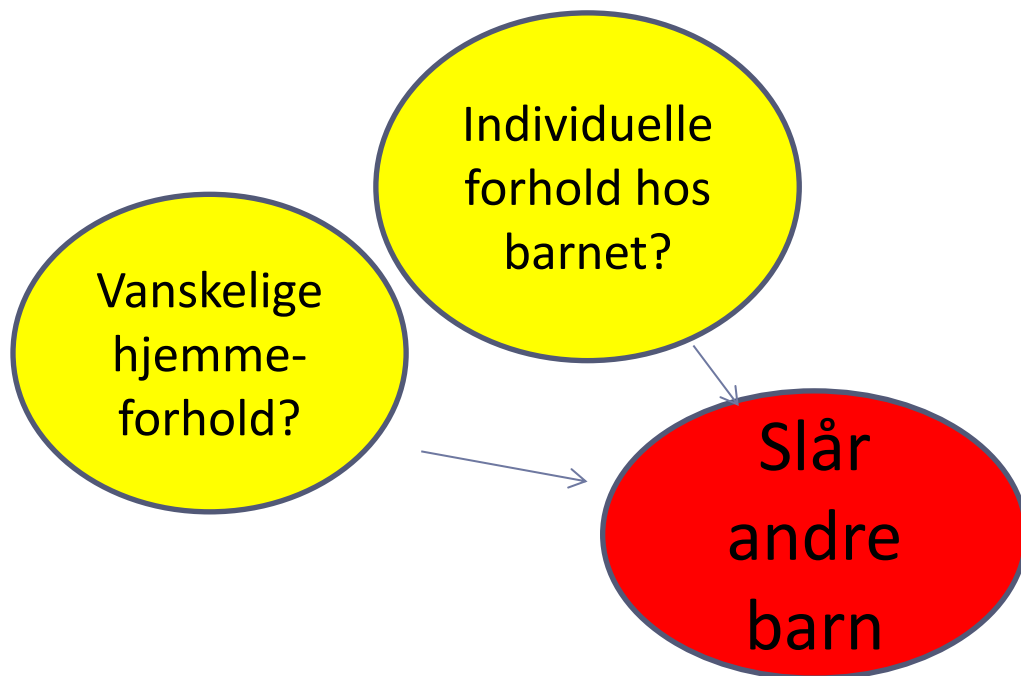 Individuelle
forhold hos
barnet?
Vanskelige
hjemme-
forhold?
Slår
andre
barn